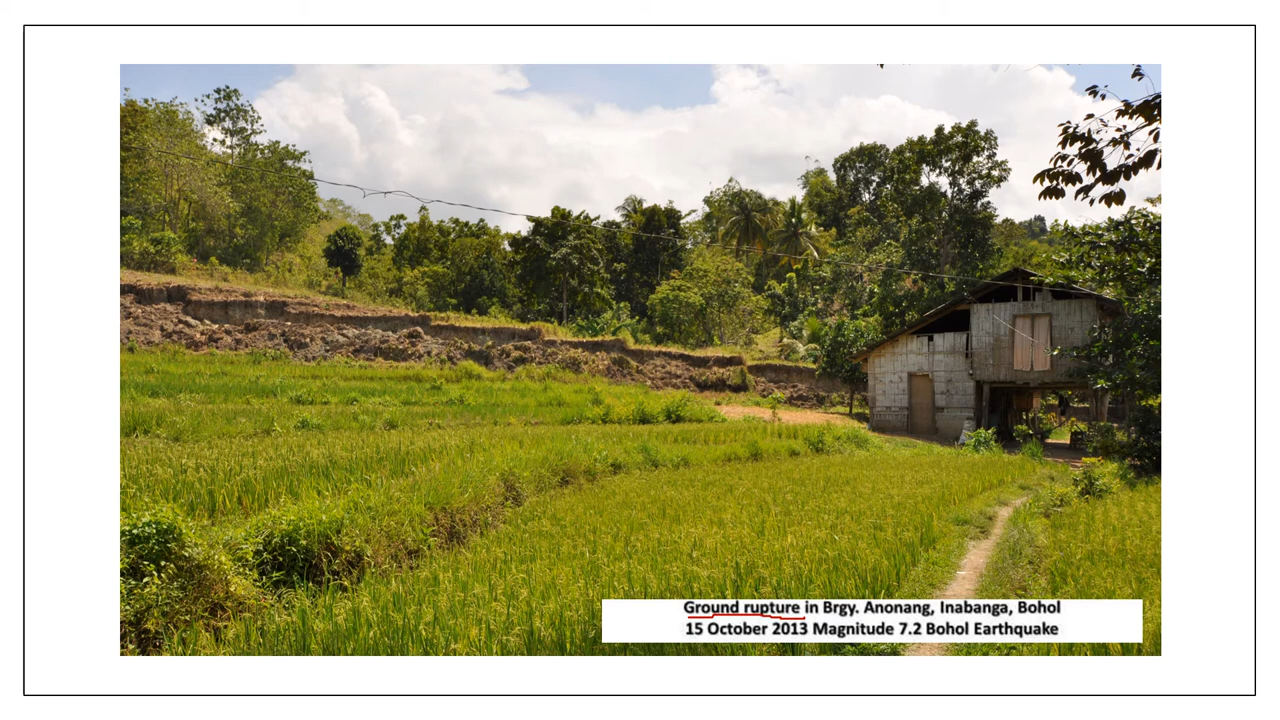 Ground rupture in Brgy. Anonang, Inabanga, Bohol
15 October 2013 Magnitude 7.2 Bohol Earthquake